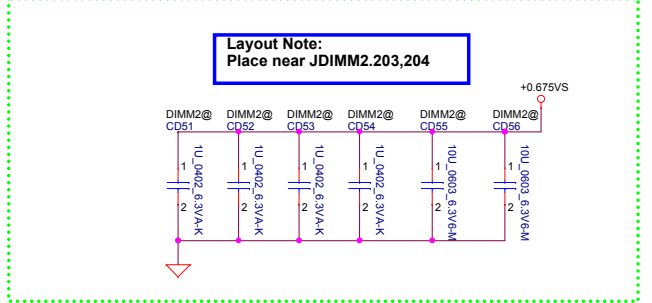 Layout Note:
Place near JDIMM2.203,204
+0.675VS
DIMM2@ DIMM2@ DIMM2@ DIMM2@ DIMM2@ DIMM2@
CD51 CD52 CD53 CD54 CD55 CD56
1 1 1 1 1 1
2 2 2 2 2 2
1U_0402_6.3VA-K
1U_0402_6.3VA-K
1U_0402_6.3VA-K
1U_0402_6.3VA-K
10U_0603_6.3V6-M
10U_0603_6.3V6-M